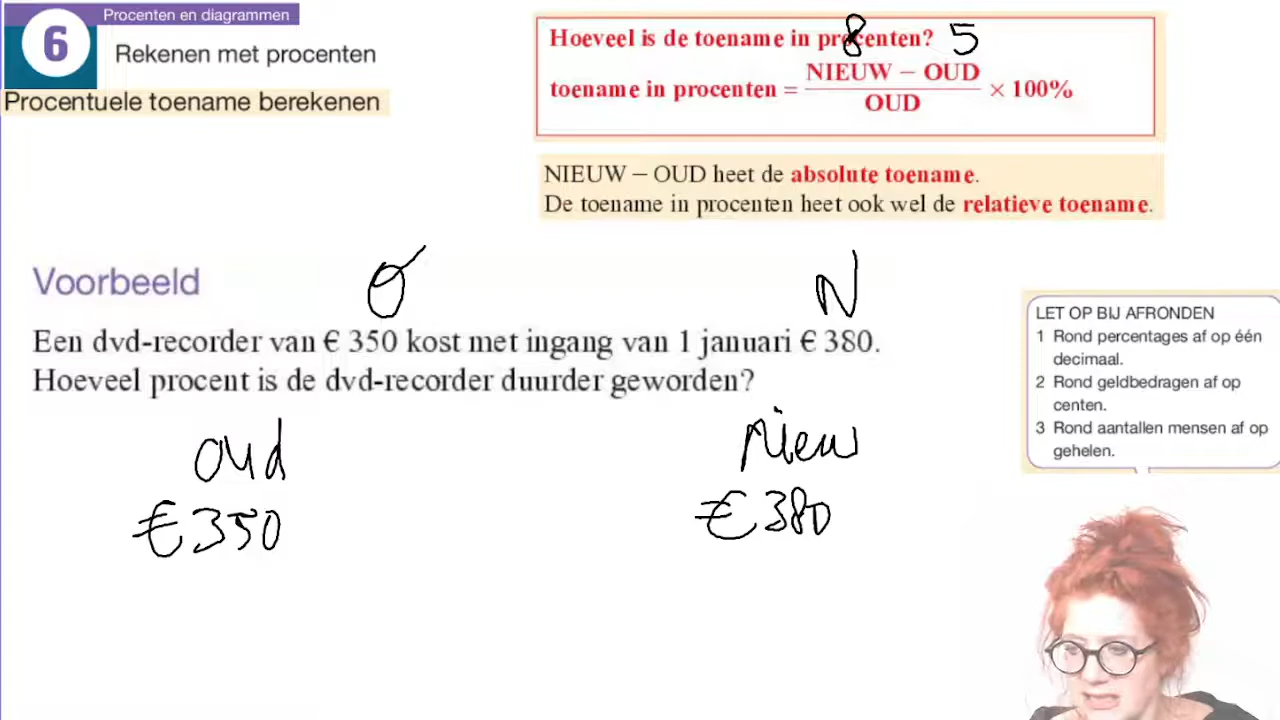 Procenten en diagrammen
6
Rekenen met procenten
Procentuele toename berekenen
8 5
Hoeveel is de toename in procenten?
toename in procenten = NIEUW – OUD / OUD × 100%
NIEUW – OUD heet de absolute toename.
De toename in procenten heet ook wel de relatieve toename.
Voorbeeld
O N
Een dvd-recorder van € 350 kost met ingang van 1 januari € 380.
Hoeveel procent is de dvd-recorder duurder geworden?
LET OP BIJ AFRONDEN
1 Rond percentages af op één
decimaal.
2 Rond geldbedragen af op
centen.
3 Rond aantallen mensen af op
gehelen.
oud nieuw
€350 €380